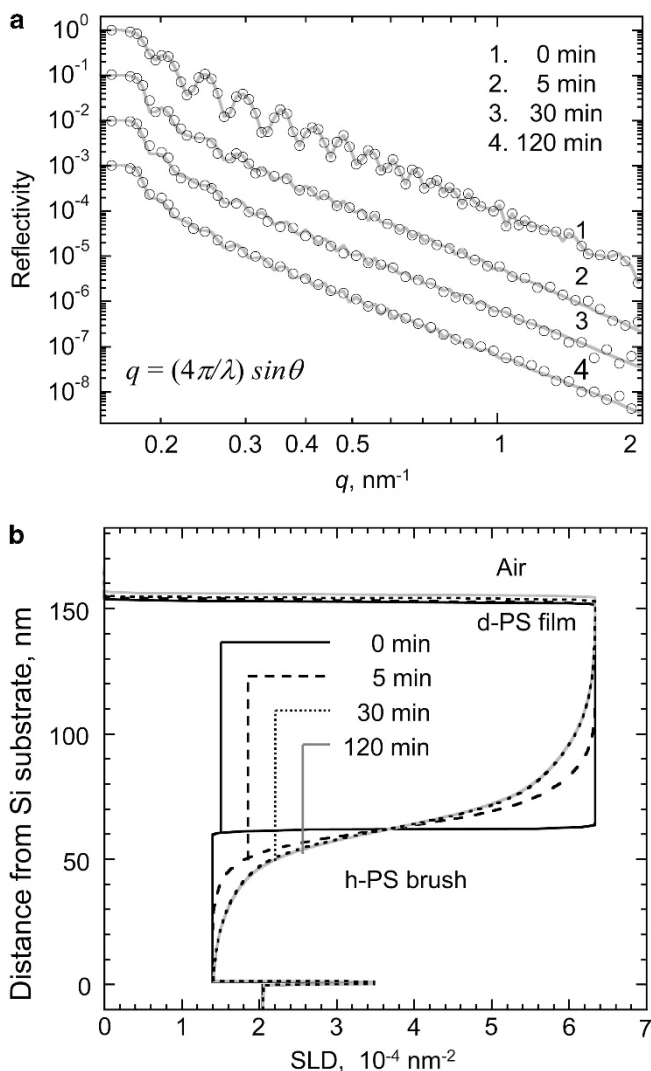 a
10⁰
10⁻¹
10⁻²
10⁻³
10⁻⁴
10⁻⁵
10⁻⁶
10⁻⁷
10⁻⁸
Reflectivity
1. 0 min
2. 5 min
3. 30 min
4. 120 min
1
2
3
4
q = (4π/λ) sinθ
0.2 0.3 0.4 0.5 1 2
q, nm⁻¹
b
Distance from Si substrate, nm
150
100
50
0
Air
d-PS film
0 min
5 min
30 min
120 min
h-PS brush
0 1 2 3 4 5 6 7
SLD, 10⁻⁴ nm⁻²